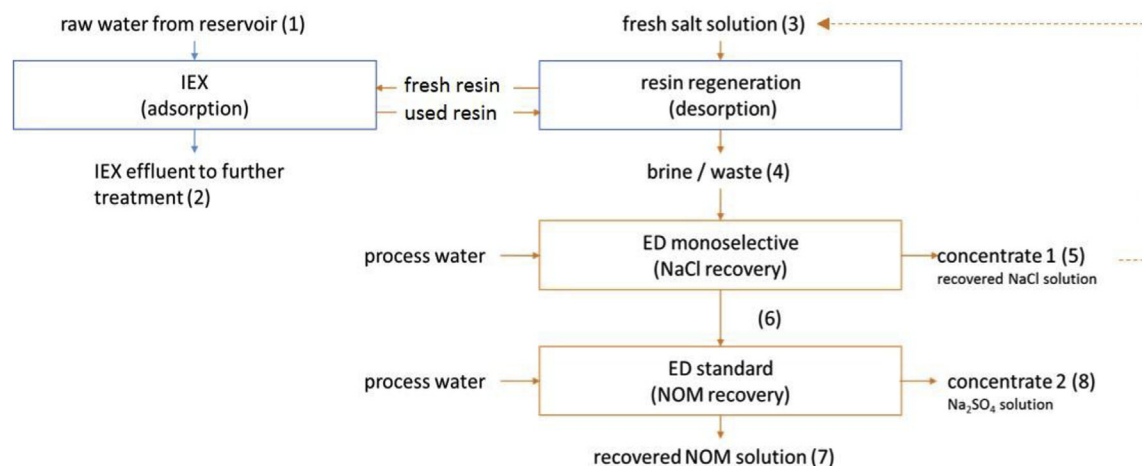 raw water from reservoir (1)
fresh salt solution (3)
IEX
(adsorption)
fresh resin
used resin
resin regeneration
(desorption)
IEX effluent to further
treatment (2)
brine / waste (4)
process water
ED monoselective
(NaCl recovery)
concentrate 1 (5)
recovered NaCl solution
(6)
process water
ED standard
(NOM recovery)
concentrate 2 (8)
Na₂SO₄ solution
recovered NOM solution (7)